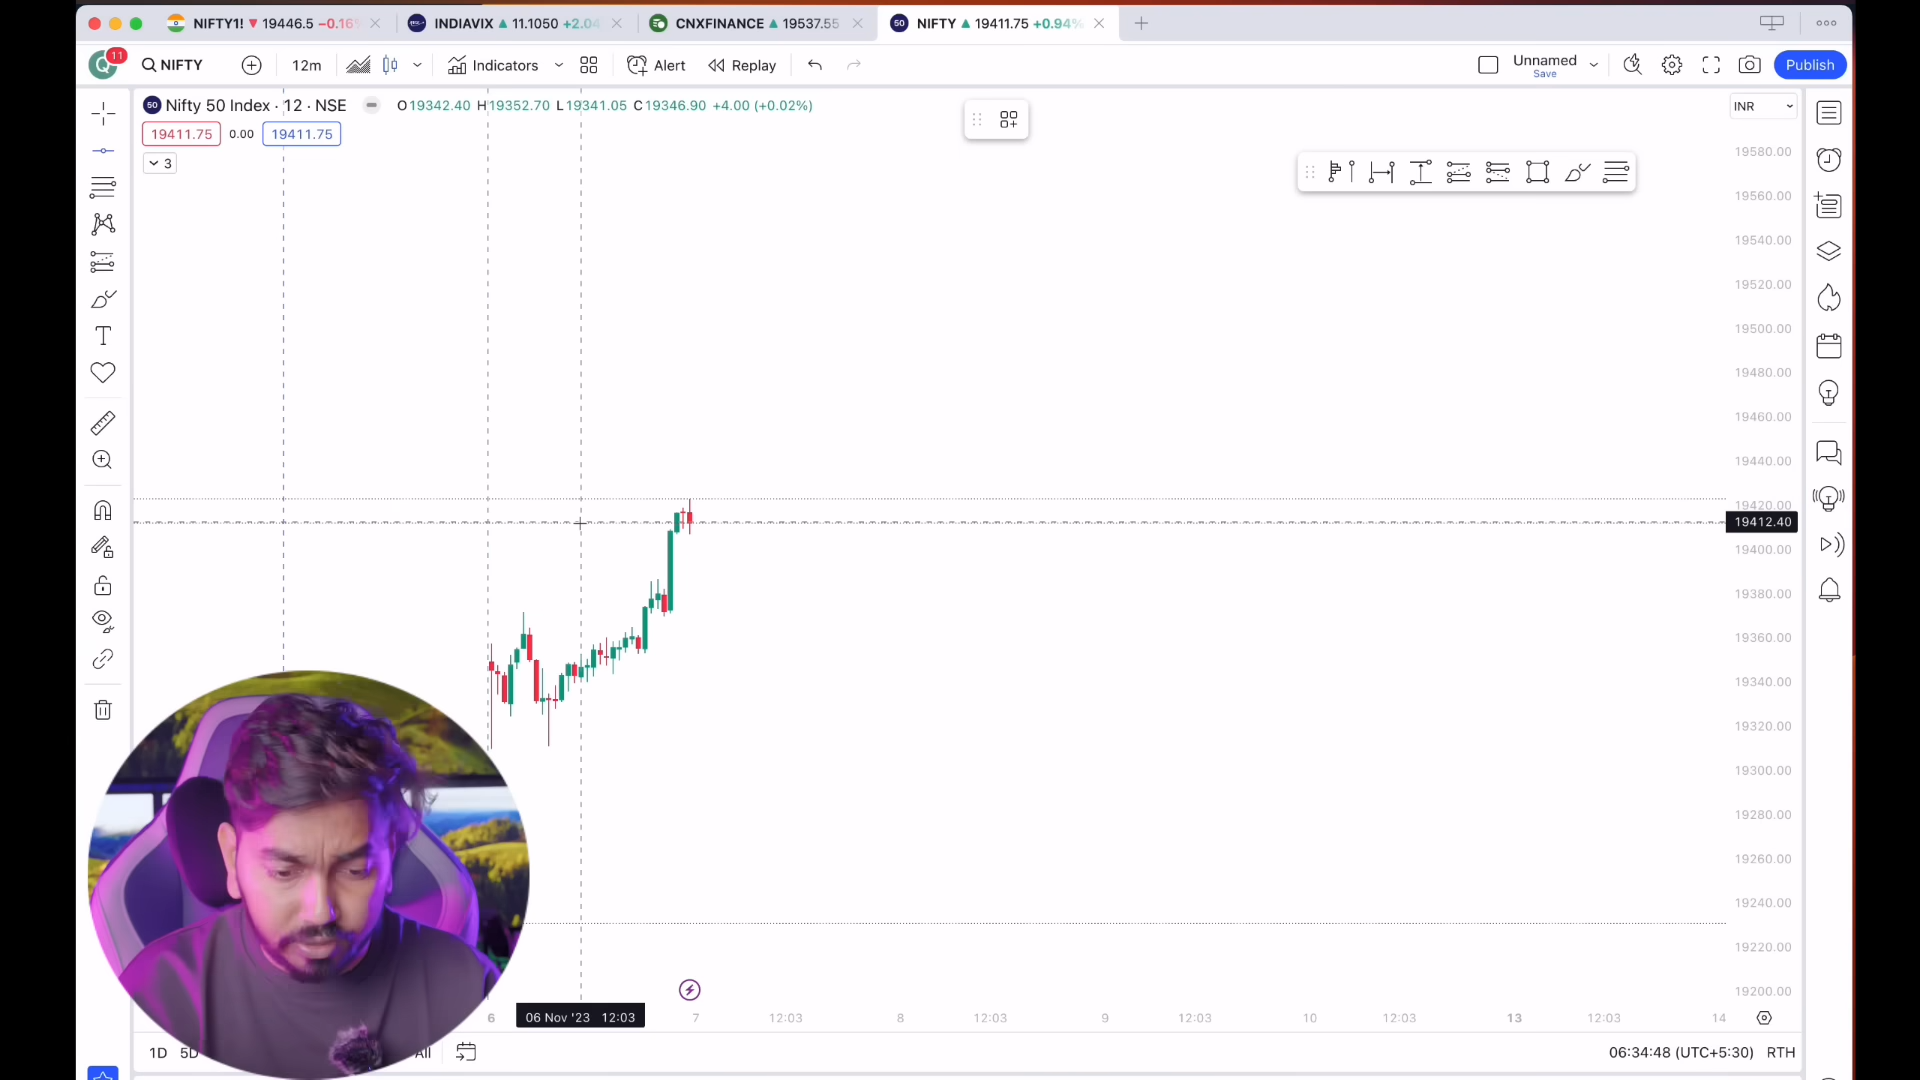 NIFTY1! ▼ 19446.5 −0.16%
INDIAVIX ▲ 11.1050 +2.04
CNXFINANCE ▲ 19537.55
50 NIFTY ▲ 19411.75 +0.94%
Q 11 NIFTY 12m Indicators Alert Replay
Unnamed
Save
Publish
50 Nifty 50 Index · 12 · NSE O19342.40 H19352.70 L19341.05 C19346.90 +4.00 (+0.02%)
INR
19411.75 0.00 19411.75
3
19580.00
19560.00
19540.00
19520.00
19500.00
19480.00
19460.00
19440.00
19420.00
19412.40
19400.00
19380.00
19360.00
19340.00
19320.00
19300.00
19280.00
19260.00
19240.00
19220.00
19200.00
6 06 Nov '23 12:03 7 12:03 8 12:03 9 12:03 10 12:03 13 12:03 14
1D 5D All 06:34:48 (UTC+5:30) RTH